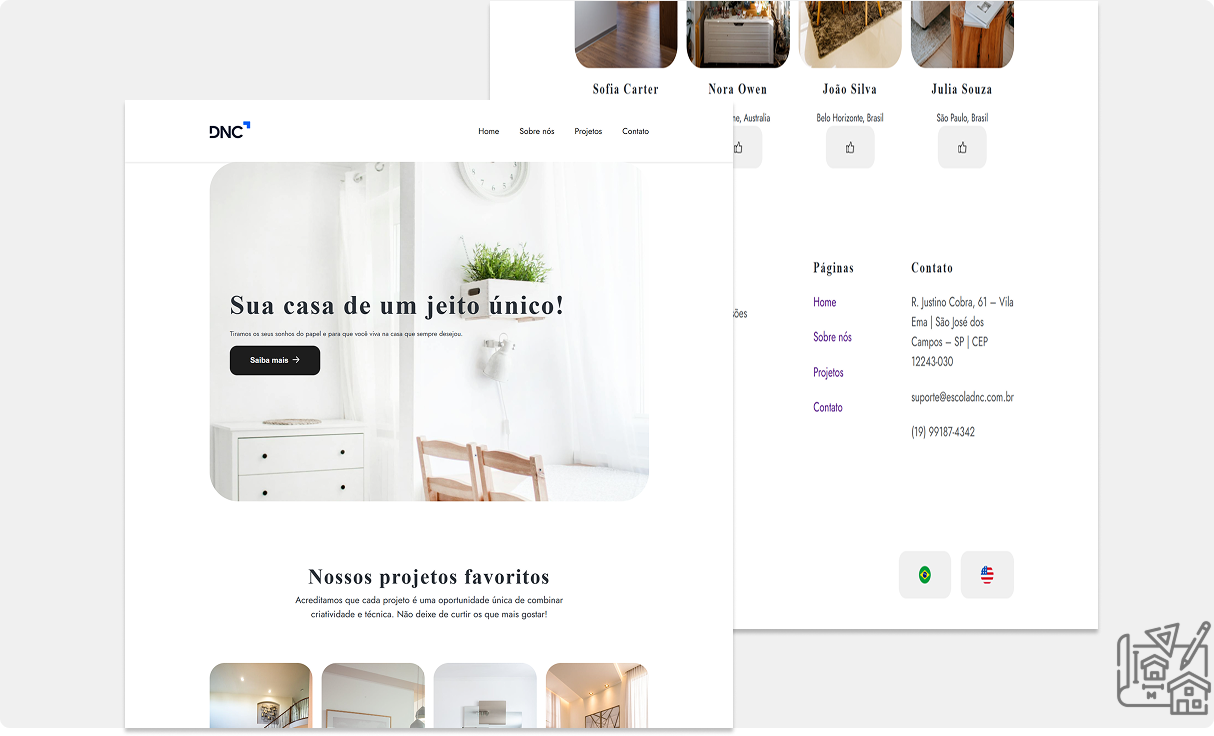 DNC
Home
Sobre nós
Projetos
Contato
Sua casa de um jeito único!
Tiramos os seus sonhos do papel e para que você viva na casa que sempre desejou.
Saiba mais
Nossos projetos favoritos
Acreditamos que cada projeto é uma oportunidade única de combinar
criatividade e técnica. Não deixe de curtir os que mais gostar!
Sofia Carter
Nora Owen
João Silva
Julia Souza
ne, Australia
Belo Horizonte, Brasil
São Paulo, Brasil
sões
Páginas
Home
Sobre nós
Projetos
Contato
Contato
R. Justino Cobra, 61 – Vila
Ema | São José dos
Campos – SP | CEP
12243-030
suporte@escoladnc.com.br
(19) 99187-4342